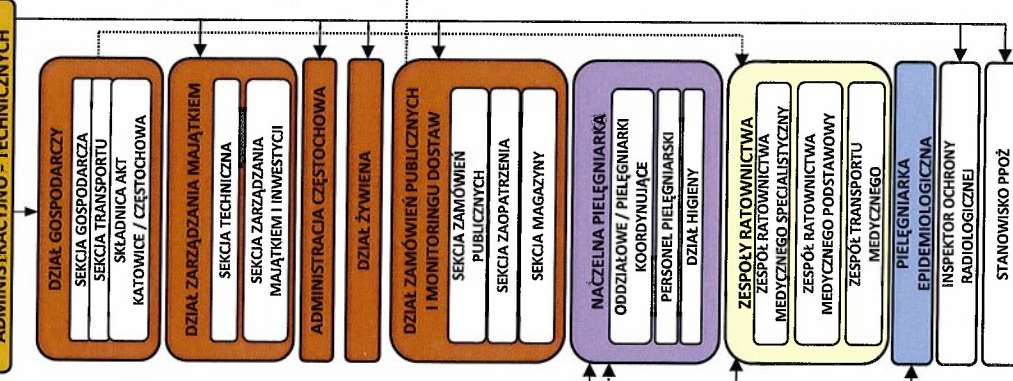 ADMINISTRACYJNO - TECHNICZNYCH
DZIAŁ GOSPODARCZY
SEKCJA GOSPODARCZA
SEKCJA TRANSPORTU
SKŁADNICA AKT
KATOWICE / CZĘSTOCHOWA
DZIAŁ ZARZĄDZANIA MAJĄTKIEM
SEKCJA TECHNICZNA
SEKCJA ZARZĄDZANIA
MAJĄTKIEM I INWESTYCJI
ADMINISTRACJA CZĘSTOCHOWA
DZIAŁ ŻYWIENA
DZIAŁ ZAMÓWIEŃ PUBLICZNYCH
I MONITORINGU DOSTAW
SEKCJA ZAMÓWIEŃ
PUBLICZNYCH
SEKCJA ZAOPATRZENIA
SEKCJA MAGAZYNY
NACZELNA PIELĘGNIARKA
ODDZIAŁOWE / PIELĘGNIARKI
KOORDYNUJĄCE
PERSONEL PIELĘGNIARSKI
DZIAŁ HIGIENY
ZESPOŁY RATOWNICTWA
ZESPÓŁ RATOWNICTWA
MEDYCZNEGO SPECJALISTYCZNY
ZESPÓŁ RATOWNICTWA
MEDYCZNEGO PODSTAWOWY
ZESPÓŁ TRANSPORTU
MEDYCZNEGO
PIELĘGNIARKA
EPIDEMIOLOGICZNA
INSPEKTOR OCHRONY
RADIOLOGICZNEJ
STANOWISKO PPOŻ